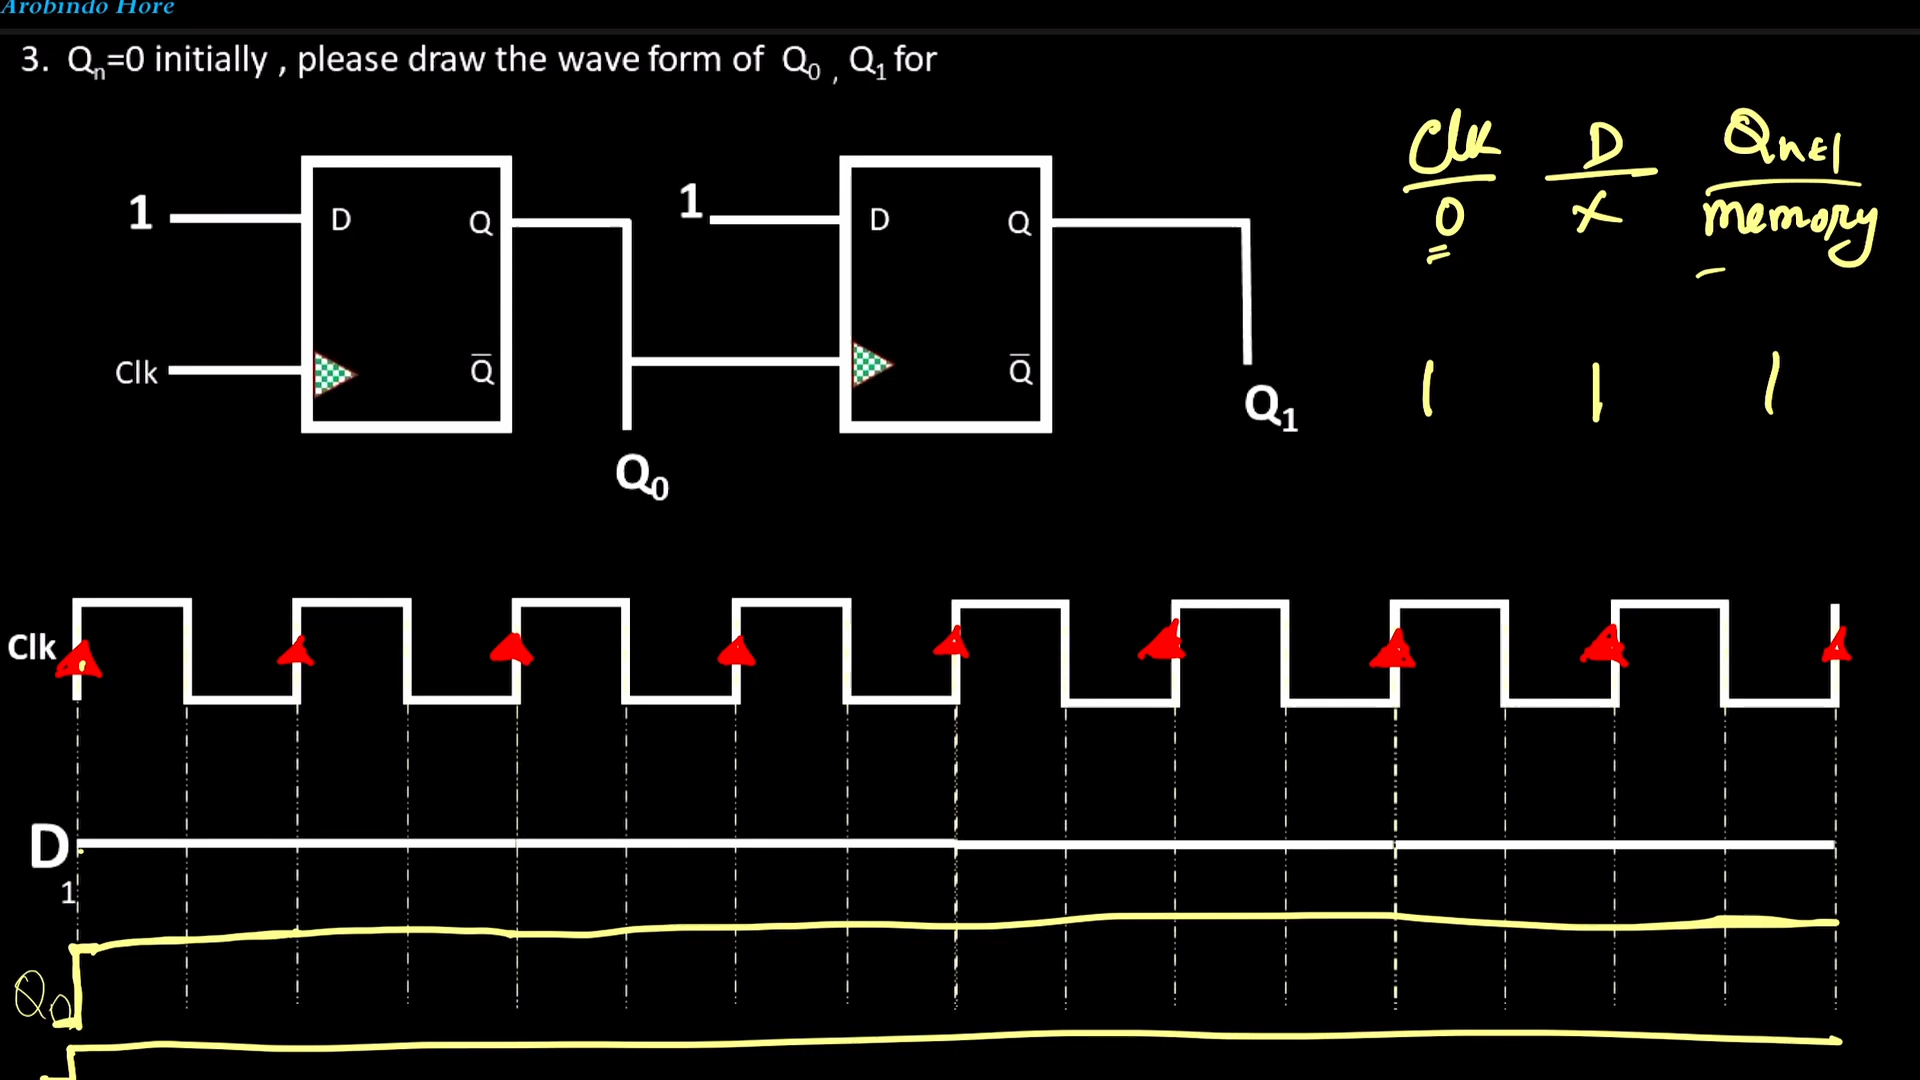 Arobindo Hore
3. Qn=0 initially , please draw the wave form of Q0 , Q1 for
Clk D Qn+1
0 X memory
1 1 1
1 D Q 1 D Q
Clk Q̅ Q̅
Q1
Q0
Clk
D
1
Q0